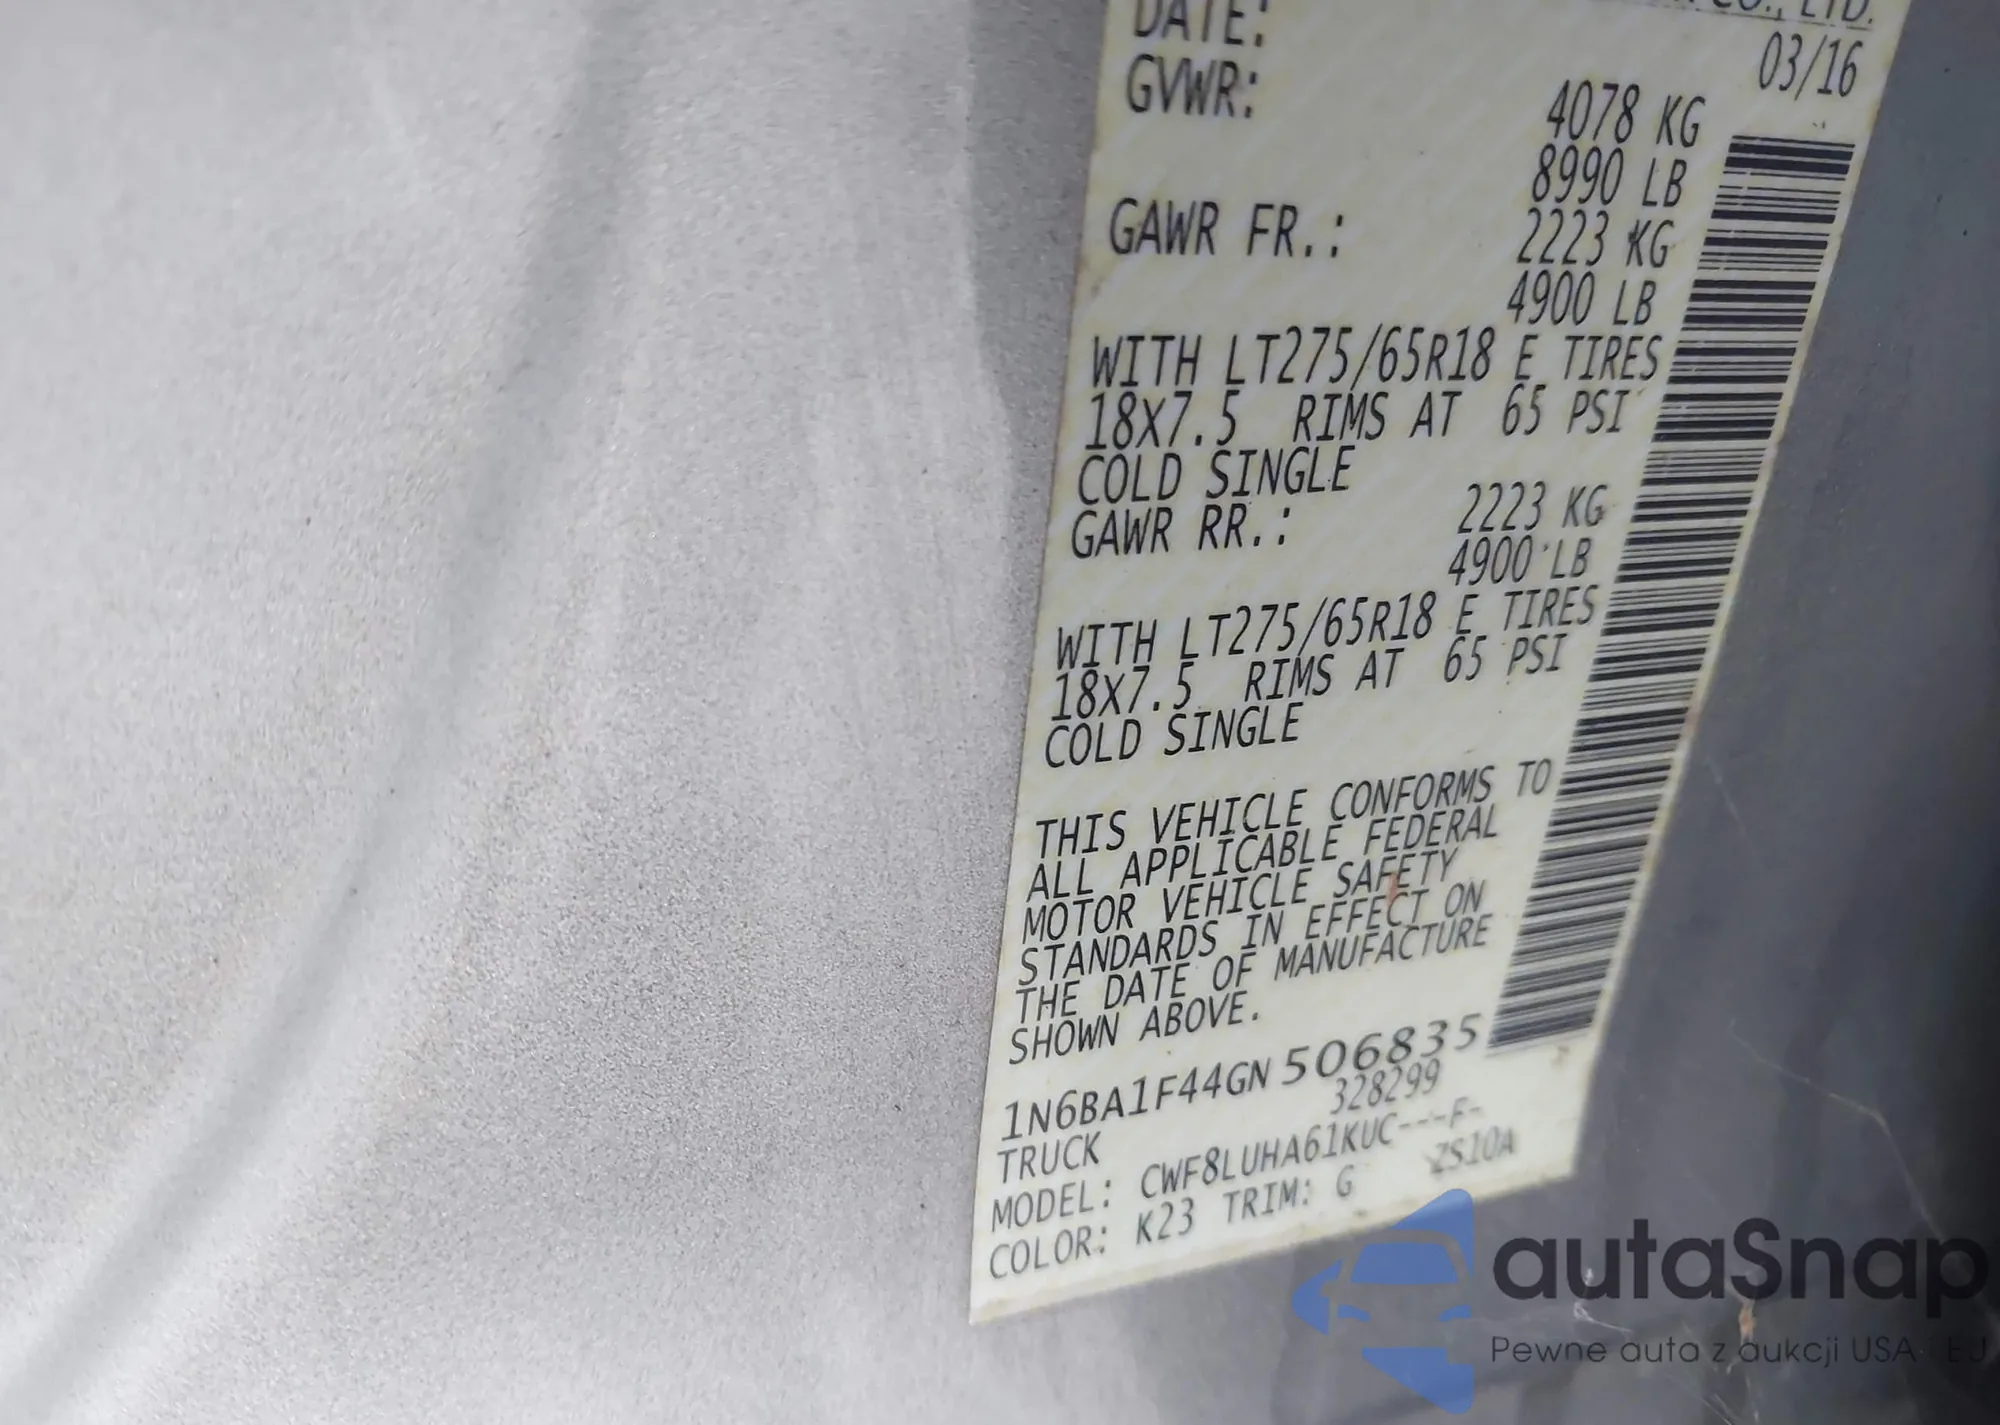 CO., LTD.
DATE: 03/16
GVWR: 4078 KG
8990 LB
GAWR FR.: 2223 KG
4900 LB
WITH LT275/65R18 E TIRES
18X7.5 RIMS AT 65 PSI
COLD SINGLE
GAWR RR.: 2223 KG
4900 LB
WITH LT275/65R18 E TIRES
18X7.5 RIMS AT 65 PSI
COLD SINGLE
THIS VEHICLE CONFORMS TO
ALL APPLICABLE FEDERAL
MOTOR VEHICLE SAFETY
STANDARDS IN EFFECT ON
THE DATE OF MANUFACTURE
SHOWN ABOVE.
1N6BA1F44GN506835
TRUCK 328299
MODEL: CWF8LUHA61KUC---F-
COLOR: K23 TRIM: G ZS10A
autaSnap
Pewne auta z aukcji USA i EU